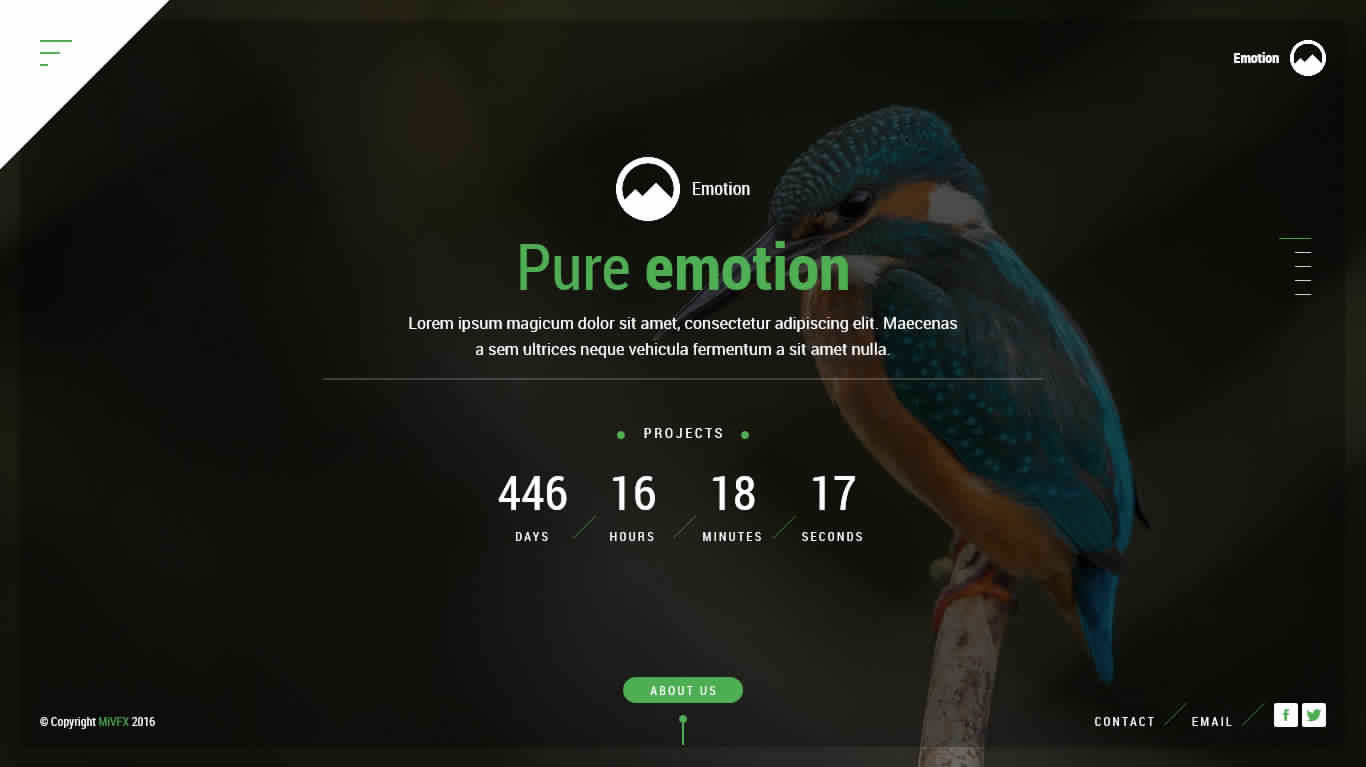 Emotion
Emotion
Pure emotion
Lorem ipsum magicum dolor sit amet, consectetur adipiscing elit. Maecenas
a sem ultrices neque vehicula fermentum a sit amet nulla.
PROJECTS
446 16 18 17
DAYS HOURS MINUTES SECONDS
ABOUT US
© Copyright MiVFX 2016
CONTACT EMAIL